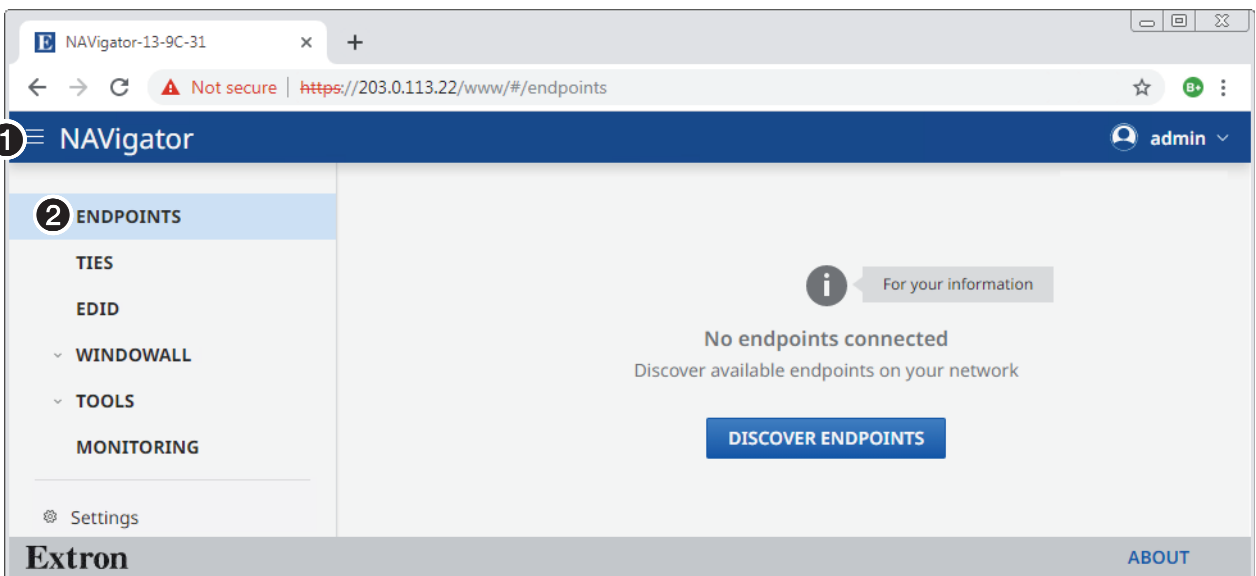 E NAVigator-13-9C-31
Not secure | https://203.0.113.22/www/#/endpoints
B+
1 NAVigator
admin
2 ENDPOINTS
TIES
EDID
WINDOWALL
TOOLS
MONITORING
Settings
i For your information
No endpoints connected
Discover available endpoints on your network
DISCOVER ENDPOINTS
Extron
ABOUT